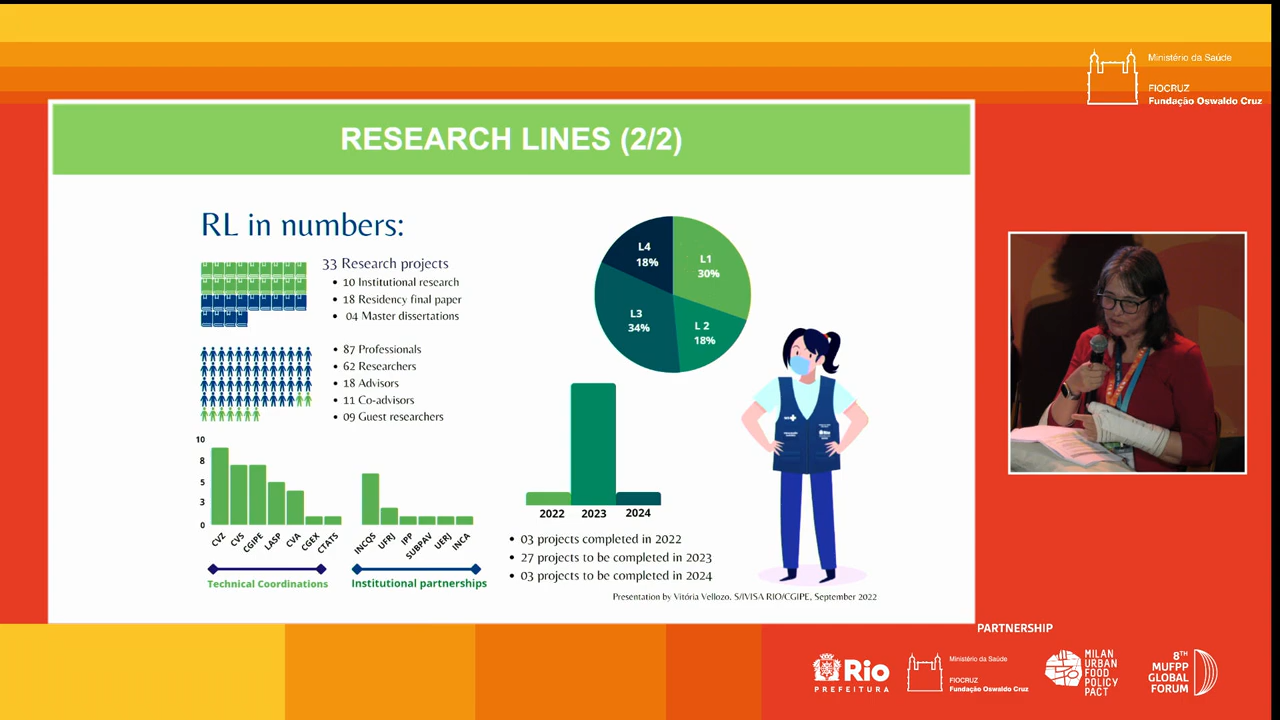 Ministério da Saúde
FIOCRUZ
Fundação Oswaldo Cruz
RESEARCH LINES (2/2)
RL in numbers:
33 Research projects
• 10 Institutional research
• 18 Residency final paper
• 04 Master dissertations
• 87 Professionals
• 62 Researchers
• 18 Advisors
• 11 Co-advisors
• 09 Guest researchers
L4
18%
L1
30%
L3
34%
L 2
18%
10
8
5
3
0
CVZ
CVS
CGIPE
LASP
CVA
CGEX
CTATS
Technical Coordinations
INCQS
UFRJ
IPP
SUBPAV
UERJ
INCA
Institutional partnerships
2022
2023
2024
• 03 projects completed in 2022
• 27 projects to be completed in 2023
• 03 projects to be completed in 2024
Rio
Presentation by Vitória Vellozo. S/IVISA RIO/CGIPE, September 2022
PARTNERSHIP
Rio
PREFEITURA
Ministério da Saúde
FIOCRUZ
Fundação Oswaldo Cruz
MILAN
URBAN
FOOD
POLICY
PACT
8TH
MUFPP
GLOBAL
FORUM